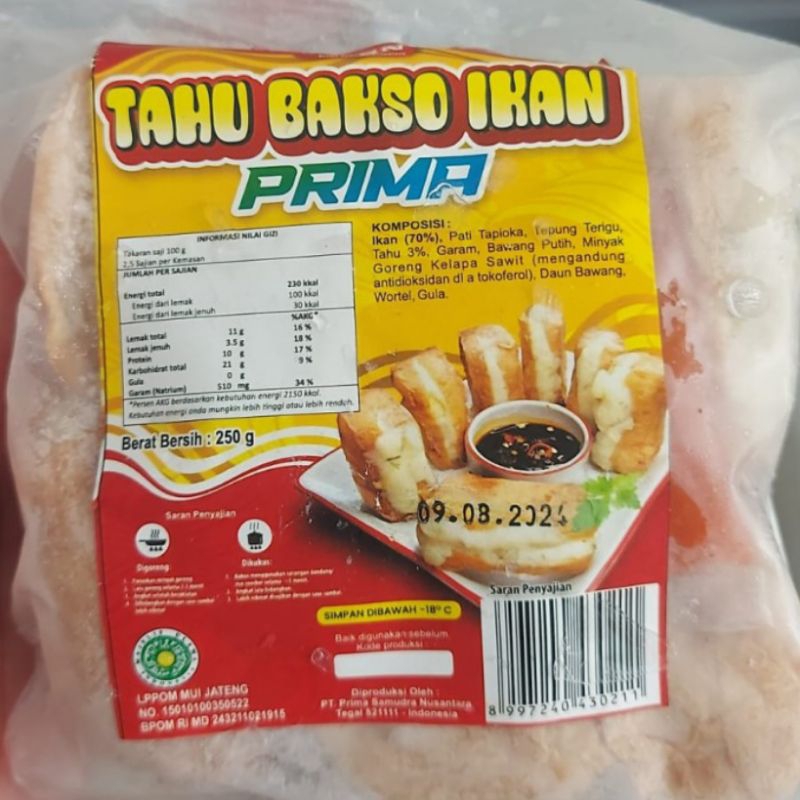 TAHU BAKSO IKAN
PRIMA
INFORMASI NILAI GIZI
Takaran saji 100 g
2,5 Sajian per Kemasan
JUMLAH PER SAJIAN
230 kkal
Energi total 100 kkal
Energi dari lemak 30 kkal
Energi dari lemak jenuh
%AKG*
Lemak total 11 g 16 %
Lemak jenuh 3.5 g 18 %
Protein 10 g 17 %
Karbohidrat total 21 g 9 %
Gula 0 g
Garam (Natrium) 510 mg 34 %
*Persen AKG berdasarkan kebutuhan energi 2150 kkal.
Kebutuhan energi anda mungkin lebih tinggi atau lebih rendah.
Berat Bersih : 250 g
KOMPOSISI :
Ikan (70%), Pati Tapioka, Tepung Terigu,
Tahu 3%, Garam, Bawang Putih, Minyak
Goreng Kelapa Sawit (mengandung
antidioksidan dl a tokoferol), Daun Bawang,
Wortel, Gula.
09.08.202
Saran Penyajian
Saran Penyajian
Digoreng:
Dikukus:
SIMPAN DIBAWAH -18° C
Baik digunakan sebelum
Kode produksi :
Diproduksi Oleh :
PT. Prima Samudra Nusantara
Tegal 521111 - Indonesia
LPPOM MUI JATENG
NO. 15010100350522
BPOM RI MD 243211021915
8 997240 430211